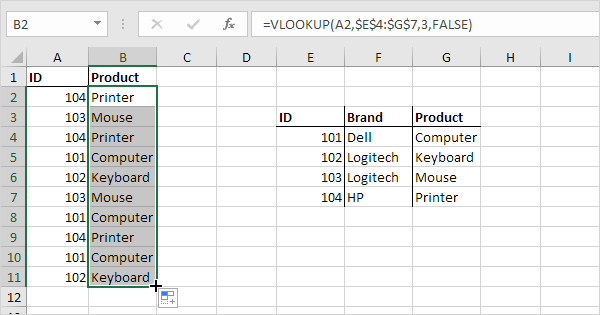 B2 fx =VLOOKUP(A2,$E$4:$G$7,3,FALSE)
A B C D E F G H I
1 ID Product
2 104 Printer
3 103 Mouse ID Brand Product
4 104 Printer 101 Dell Computer
5 101 Computer 102 Logitech Keyboard
6 102 Keyboard 103 Logitech Mouse
7 103 Mouse 104 HP Printer
8 101 Computer
9 104 Printer
10 101 Computer
11 102 Keyboard
12